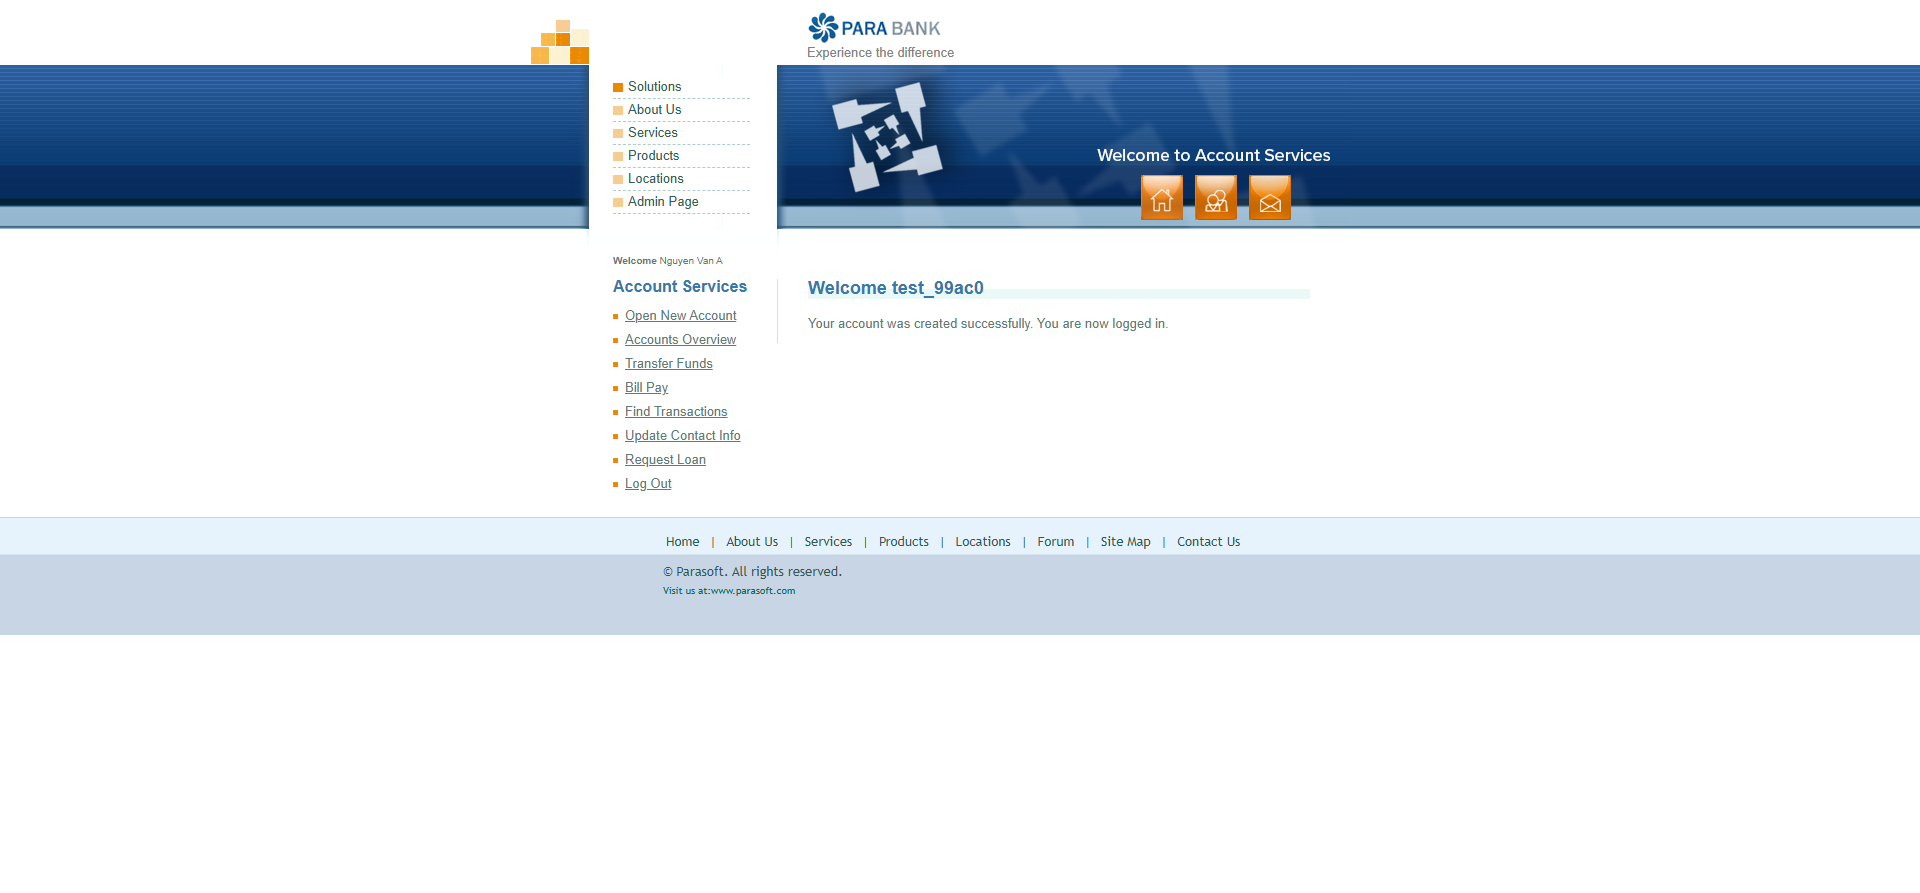 PARA BANK
Experience the difference
Solutions
About Us
Services
Products
Locations
Admin Page
Welcome to Account Services
Welcome Nguyen Van A
Account Services
Open New Account
Accounts Overview
Transfer Funds
Bill Pay
Find Transactions
Update Contact Info
Request Loan
Log Out
Welcome test_99ac0
Your account was created successfully. You are now logged in.
Home | About Us | Services | Products | Locations | Forum | Site Map | Contact Us
© Parasoft. All rights reserved.
Visit us at:www.parasoft.com